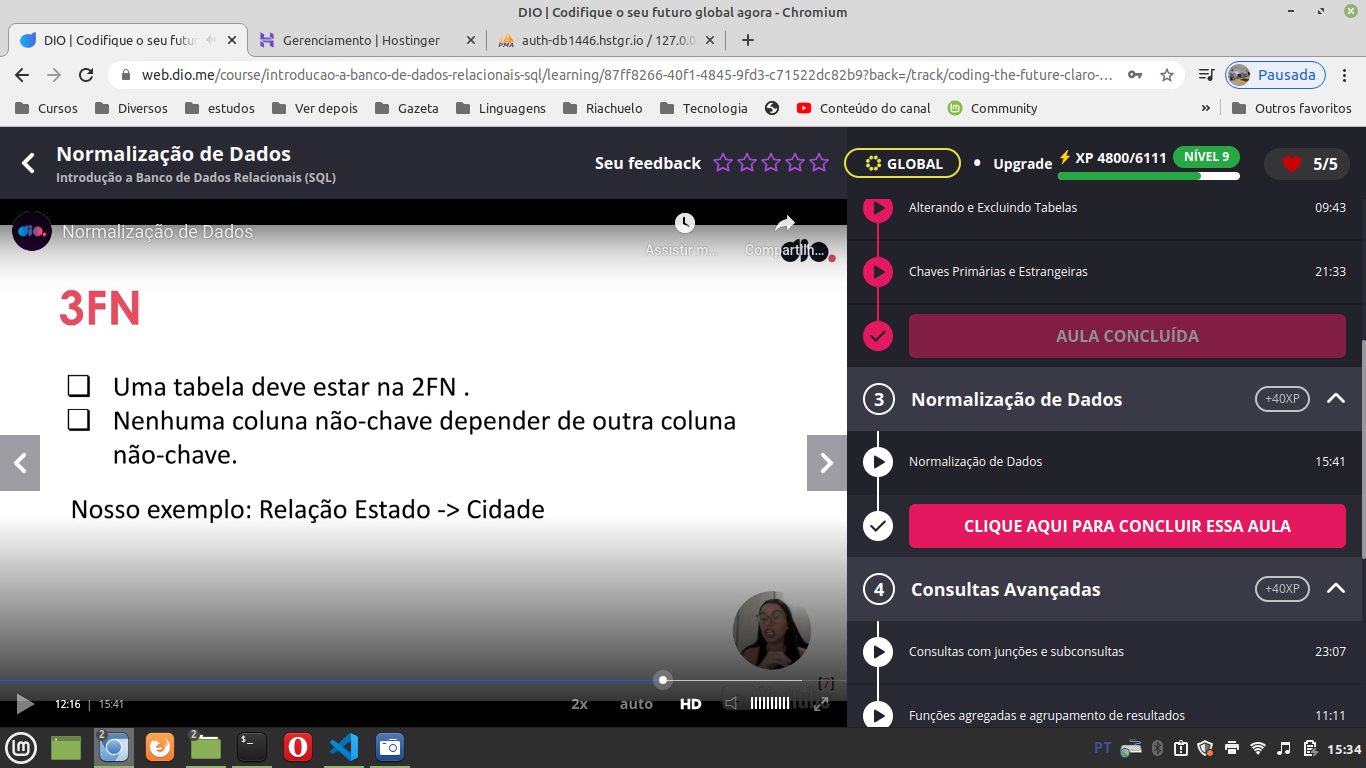 DIO | Codifique o seu futuro global agora - Chromium
DIO | Codifique o seu futu
Gerenciamento | Hostinger
auth-db1446.hstgr.io / 127.0.0
web.dio.me/course/introducao-a-banco-de-dados-relacionais-sql/learning/87ff8266-40f1-4845-9fd3-c71522dc82b9?back=/track/coding-the-future-claro-...
Pausada
Cursos
Diversos
estudos
Ver depois
Gazeta
Linguagens
Riachuelo
Tecnologia
Conteúdo do canal
Community
»
Outros favoritos
Normalização de Dados
Introdução a Banco de Dados Relacionais (SQL)
Seu feedback
GLOBAL
• Upgrade
XP 4800/6111
NÍVEL 9
5/5
dio.
Normalização de Dados
Assistir m...
Compartilh...
3FN
Uma tabela deve estar na 2FN .
Nenhuma coluna não-chave depender de outra coluna
não-chave.
Nosso exemplo: Relação Estado -> Cidade
[7]
12:16 | 15:41
2x
auto
HD
Alterando e Excluindo Tabelas
09:43
Chaves Primárias e Estrangeiras
21:33
AULA CONCLUÍDA
3
Normalização de Dados
+40XP
Normalização de Dados
15:41
CLIQUE AQUI PARA CONCLUIR ESSA AULA
4
Consultas Avançadas
+40XP
Consultas com junções e subconsultas
23:07
Funções agregadas e agrupamento de resultados
11:11
2
2
PT
15:34